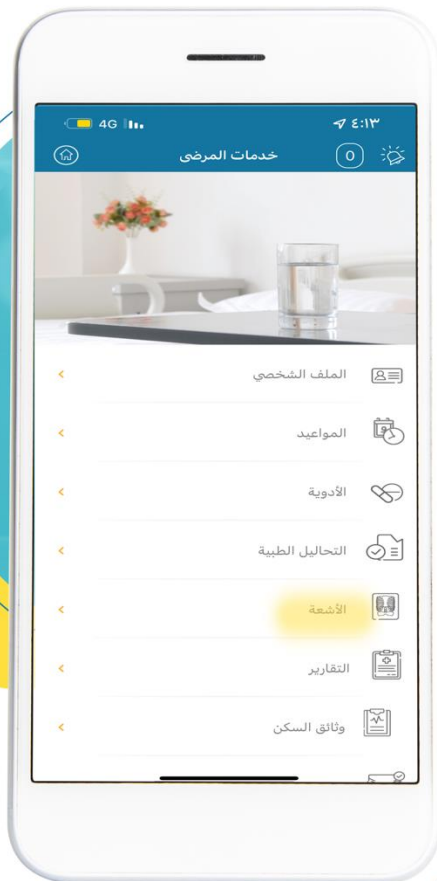 4G ٤:١٣
خدمات المرضى 0
الملف الشخصي
المواعيد
الأدوية
التحاليل الطبية
الأشعة
التقارير
وثائق السكن